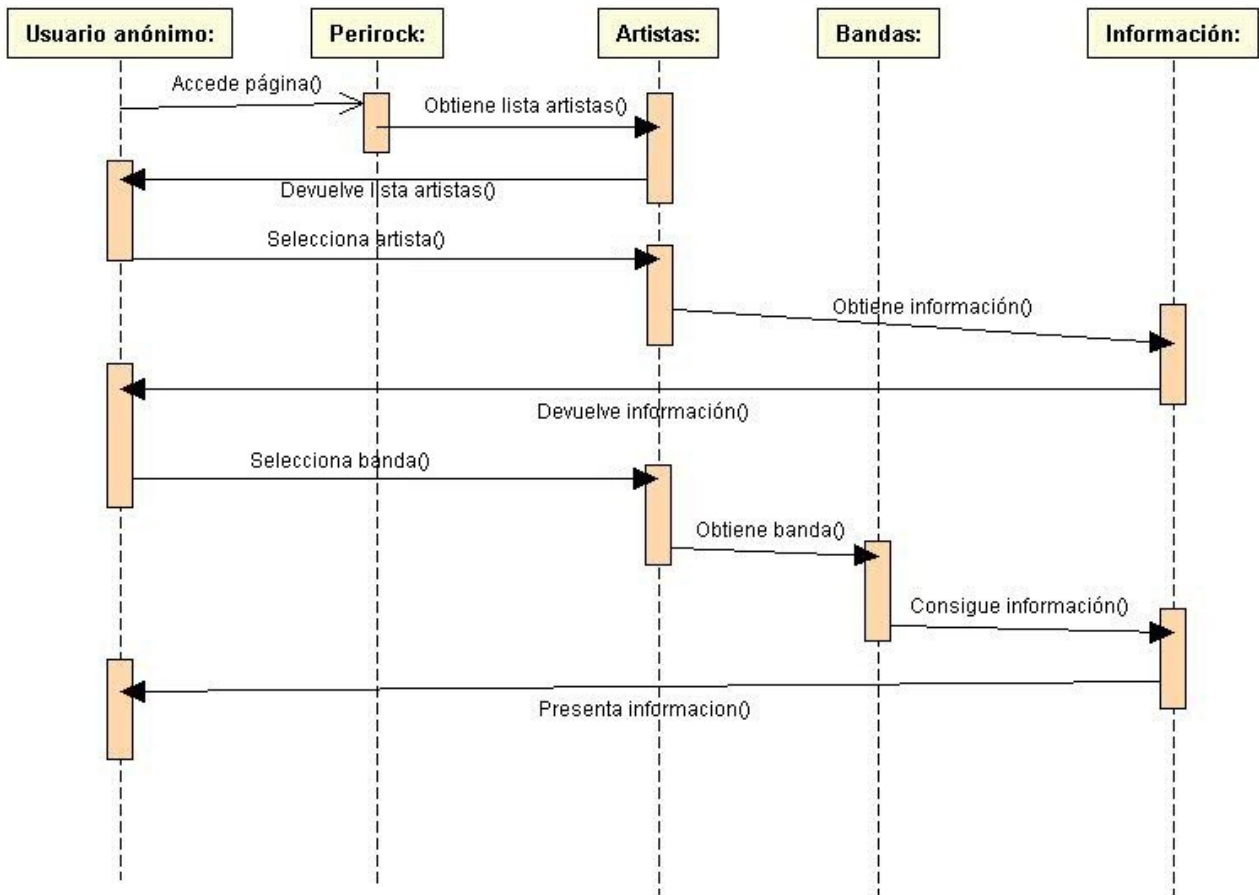 Usuario anónimo:
Perirock:
Artistas:
Bandas:
Información:
Accede página()
Obtiene lista artistas()
Devuelve lista artistas()
Selecciona artista()
Obtiene información()
Devuelve información()
Selecciona banda()
Obtiene banda()
Consigue información()
Presenta informacion()